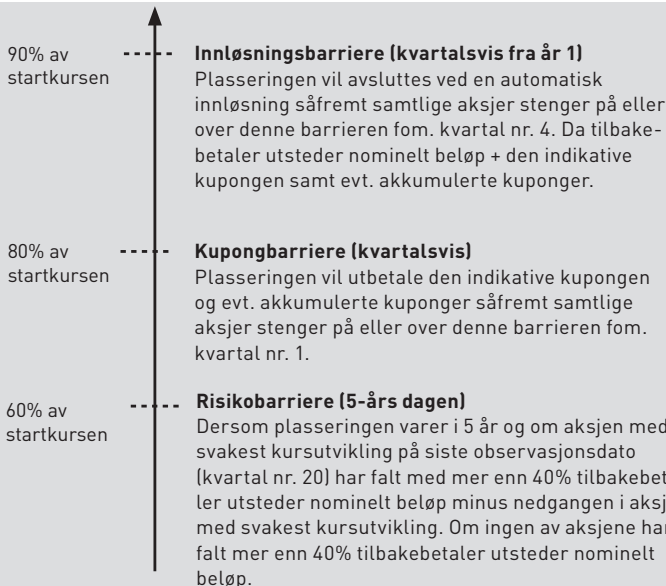 90% av
startkursen
Innløsningsbarriere (kvartalsvis fra år 1)
Plasseringen vil avsluttes ved en automatisk
innløsning såfremt samtlige aksjer stenger på eller
over denne barrieren fom. kvartal nr. 4. Da tilbake-
betaler utsteder nominelt beløp + den indikative
kupongen samt evt. akkumulerte kuponger.
80% av
startkursen
Kupongbarriere (kvartalsvis)
Plasseringen vil utbetale den indikative kupongen
og evt. akkumulerte kuponger såfremt samtlige
aksjer stenger på eller over denne barrieren fom.
kvartal nr. 1.
60% av
startkursen
Risikobarriere (5-års dagen)
Dersom plasseringen varer i 5 år og om aksjen med
svakest kursutvikling på siste observasjonsdato
(kvartal nr. 20) har falt med mer enn 40% tilbakebet
ler utsteder nominelt beløp minus nedgangen i aksj
med svakest kursutvikling. Om ingen av aksjene har
falt mer enn 40% tilbakebetaler utsteder nominelt
beløp.